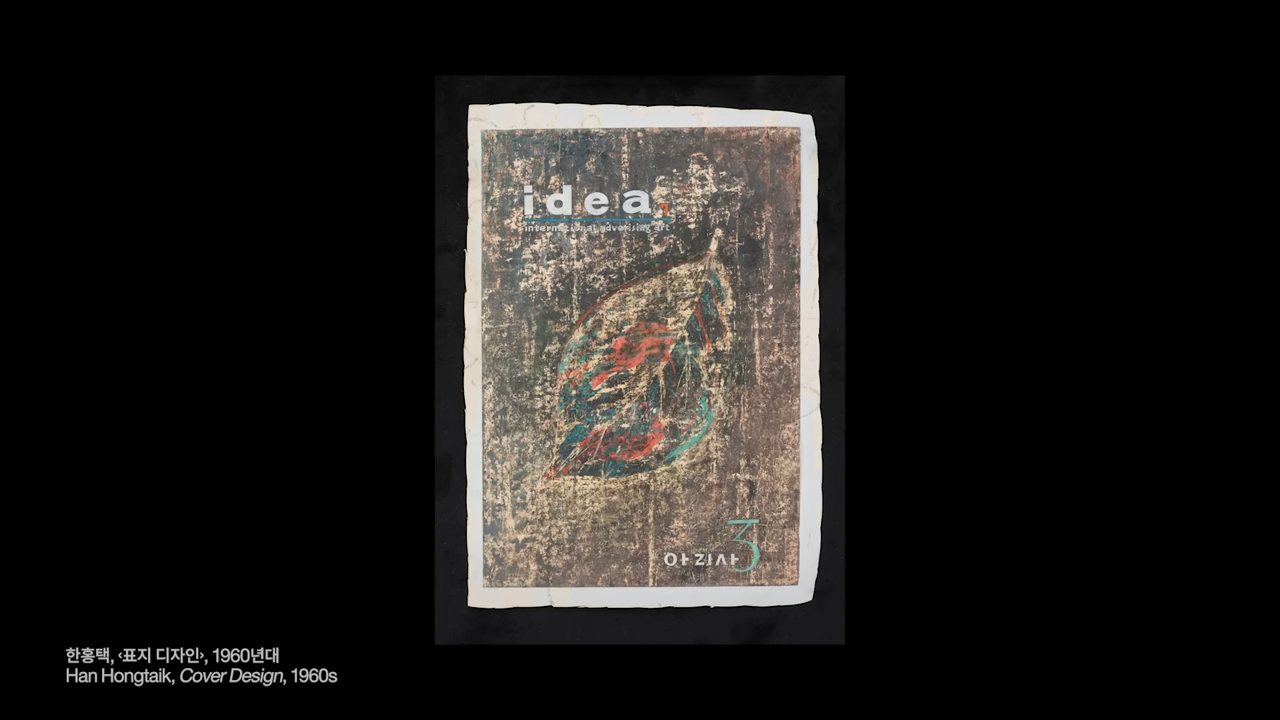 idea
international advertising art
아리사
3
한홍택, ‹표지 디자인›, 1960년대
Han Hongtaik, Cover Design, 1960s